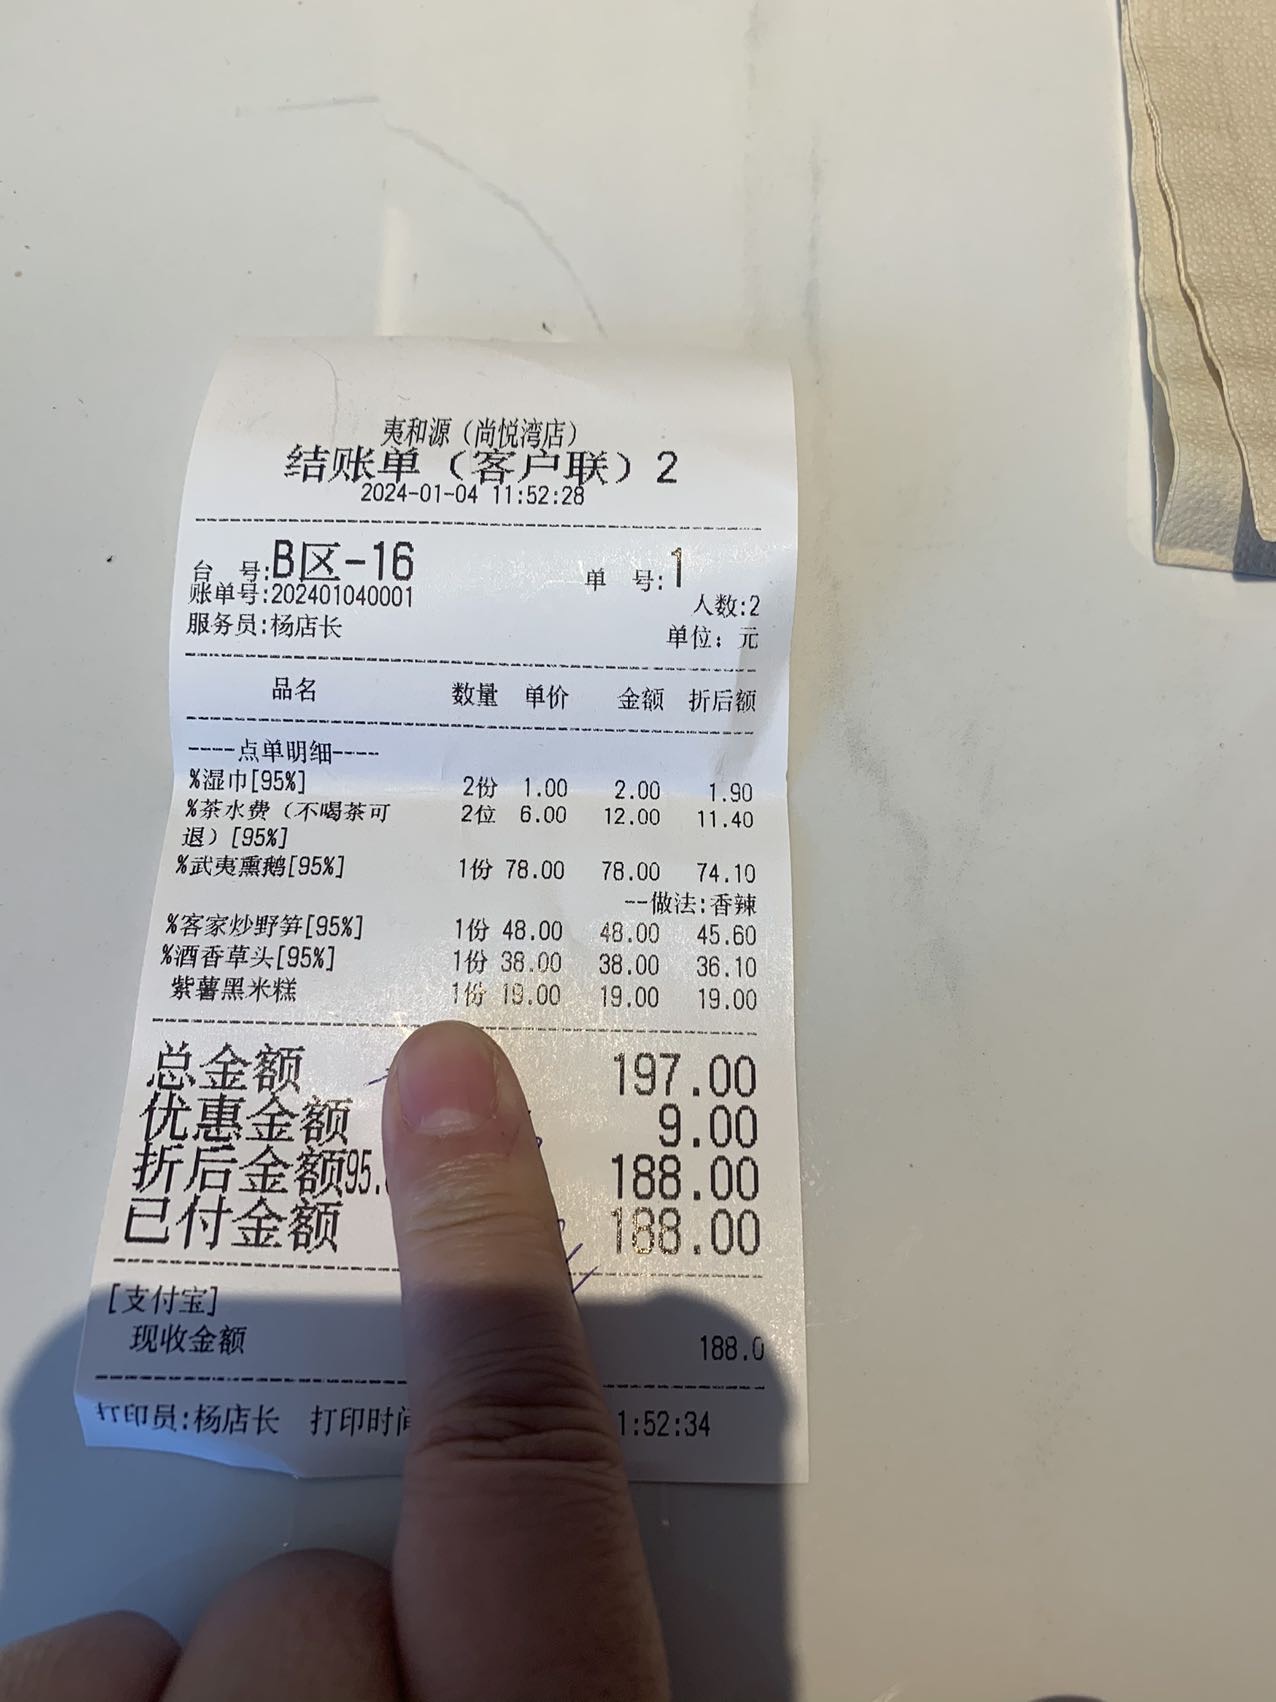 夷和源（尚悦湾店）
结账单（客户联）2
2024-01-04 11:52:28
台 号:B区-16 单 号:1
账单号:202401040001 人数:2
服务员:杨店长 单位：元
品名 数量 单价 金额 折后额
----点单明细----
%湿巾[95%] 2份 1.00 2.00 1.90
%茶水费（不喝茶可 2位 6.00 12.00 11.40
退）[95%]
%武夷熏鹅[95%] 1份 78.00 78.00 74.10
--做法:香辣
%客家炒野笋[95%] 1份 48.00 48.00 45.60
%酒香草头[95%] 1份 38.00 38.00 36.10
紫薯黑米糕 1份 19.00 19.00 19.00
总金额 197.00
优惠金额 9.00
折后金额95. 188.00
已付金额 188.00
[支付宝]
现收金额 188.0
打印员:杨店长 打印时间 1:52:34